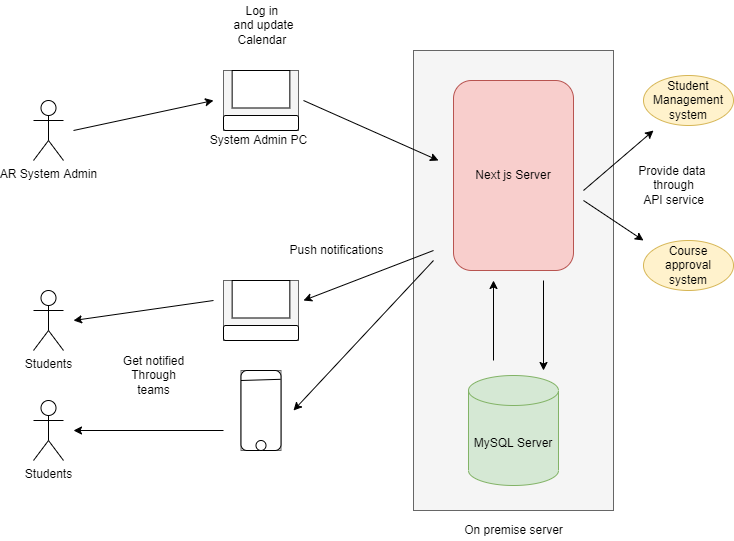 Log in
and update
Calendar
System Admin PC
AR System Admin
Next js Server
Student
Management
system
Provide data
through
API service
Course
approval
system
Push notifications
Students
Get notified
Through
teams
Students
MySQL Server
On premise server